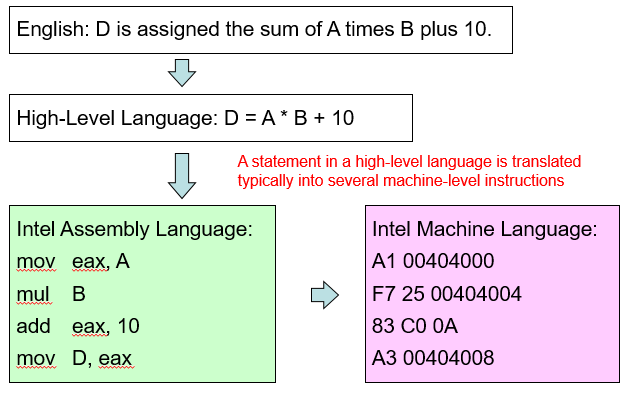 English: D is assigned the sum of A times B plus 10.
High-Level Language: D = A * B + 10
A statement in a high-level language is translated
typically into several machine-level instructions
Intel Assembly Language:
mov eax, A
mul B
add eax, 10
mov D, eax
Intel Machine Language:
A1 00404000
F7 25 00404004
83 C0 0A
A3 00404008